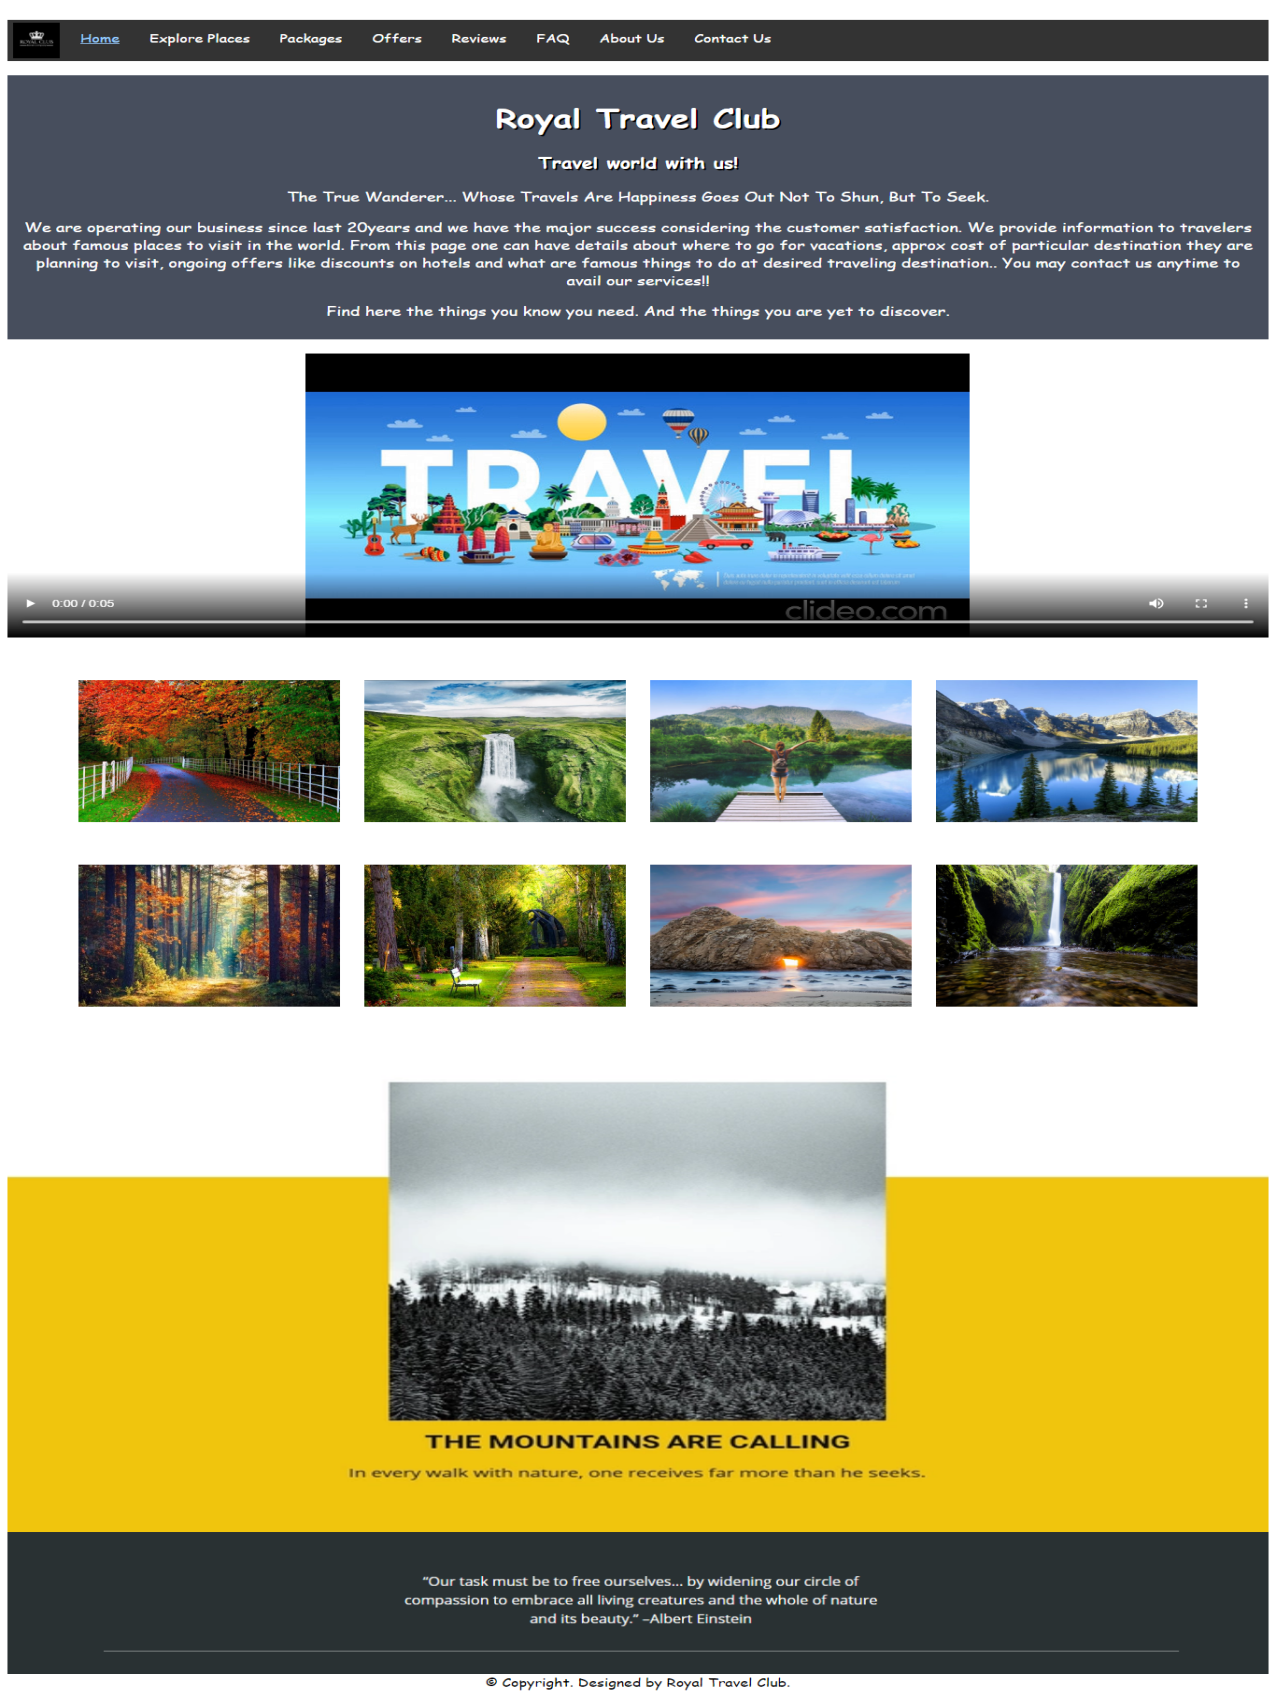 ROYAL CLUB
Home Explore Places Packages Offers Reviews FAQ About Us Contact Us
Royal Travel Club
Travel world with us!
The True Wanderer... Whose Travels Are Happiness Goes Out Not To Shun, But To Seek.
We are operating our business since last 20years and we have the major success considering the customer satisfaction. We provide information to travelers
about famous places to visit in the world. From this page one can have details about where to go for vacations, approx cost of particular destination they are
planning to visit, ongoing offers like discounts on hotels and what are famous things to do at desired traveling destination.. You may contact us anytime to
avail our services!!
Find here the things you know you need. And the things you are yet to discover.
TRAVEL
0:00 / 0:05
clideo.com
THE MOUNTAINS ARE CALLING
In every walk with nature, one receives far more than he seeks.
“Our task must be to free ourselves... by widening our circle of
compassion to embrace all living creatures and the whole of nature
and its beauty.” –Albert Einstein
© Copyright. Designed by Royal Travel Club.